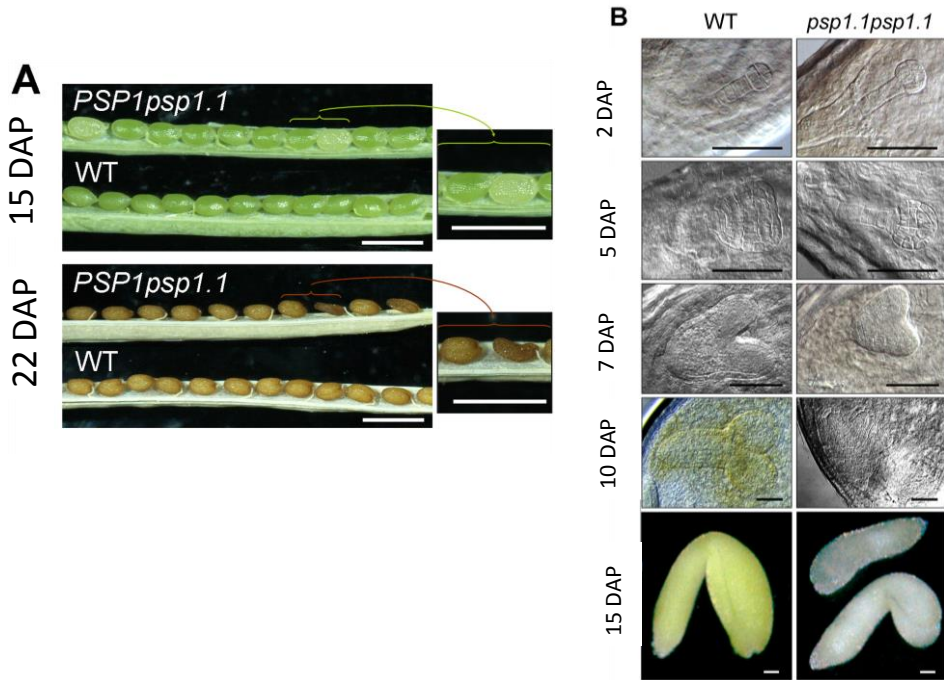 A
15 DAP
PSP1psp1.1
WT
22 DAP
PSP1psp1.1
WT
B
WT
psp1.1psp1.1
2 DAP
5 DAP
7 DAP
10 DAP
15 DAP